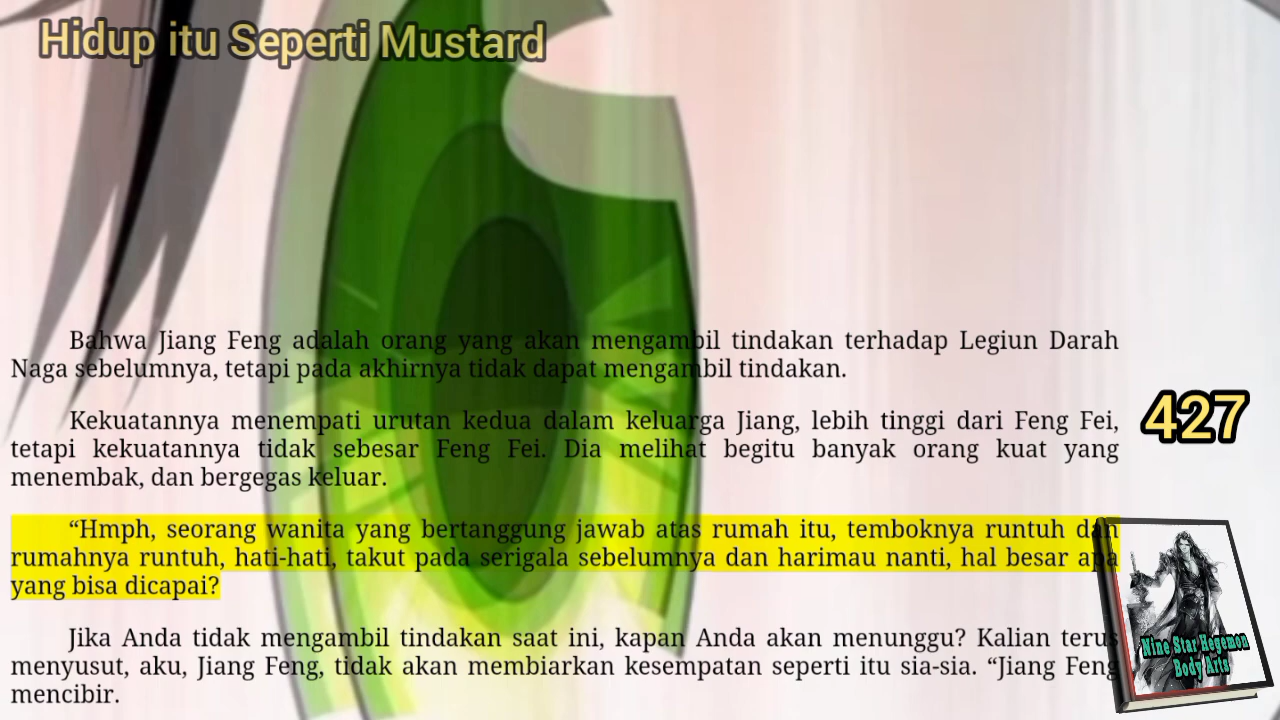 Hidup itu Seperti Mustard
Bahwa Jiang Feng adalah orang yang akan mengambil tindakan terhadap Legiun Darah
Naga sebelumnya, tetapi pada akhirnya tidak dapat mengambil tindakan.
Kekuatannya menempati urutan kedua dalam keluarga Jiang, lebih tinggi dari Feng Fei,
tetapi kekuatannya tidak sebesar Feng Fei. Dia melihat begitu banyak orang kuat yang
menembak, dan bergegas keluar.
427
“Hmph, seorang wanita yang bertanggung jawab atas rumah itu, temboknya runtuh dan
rumahnya runtuh, hati-hati, takut pada serigala sebelumnya dan harimau nanti, hal besar apa
yang bisa dicapai?
Jika Anda tidak mengambil tindakan saat ini, kapan Anda akan menunggu? Kalian terus
menyusut, aku, Jiang Feng, tidak akan membiarkan kesempatan seperti itu sia-sia. “Jiang Feng
mencibir.
Nine Star Hegemon
Body Arts